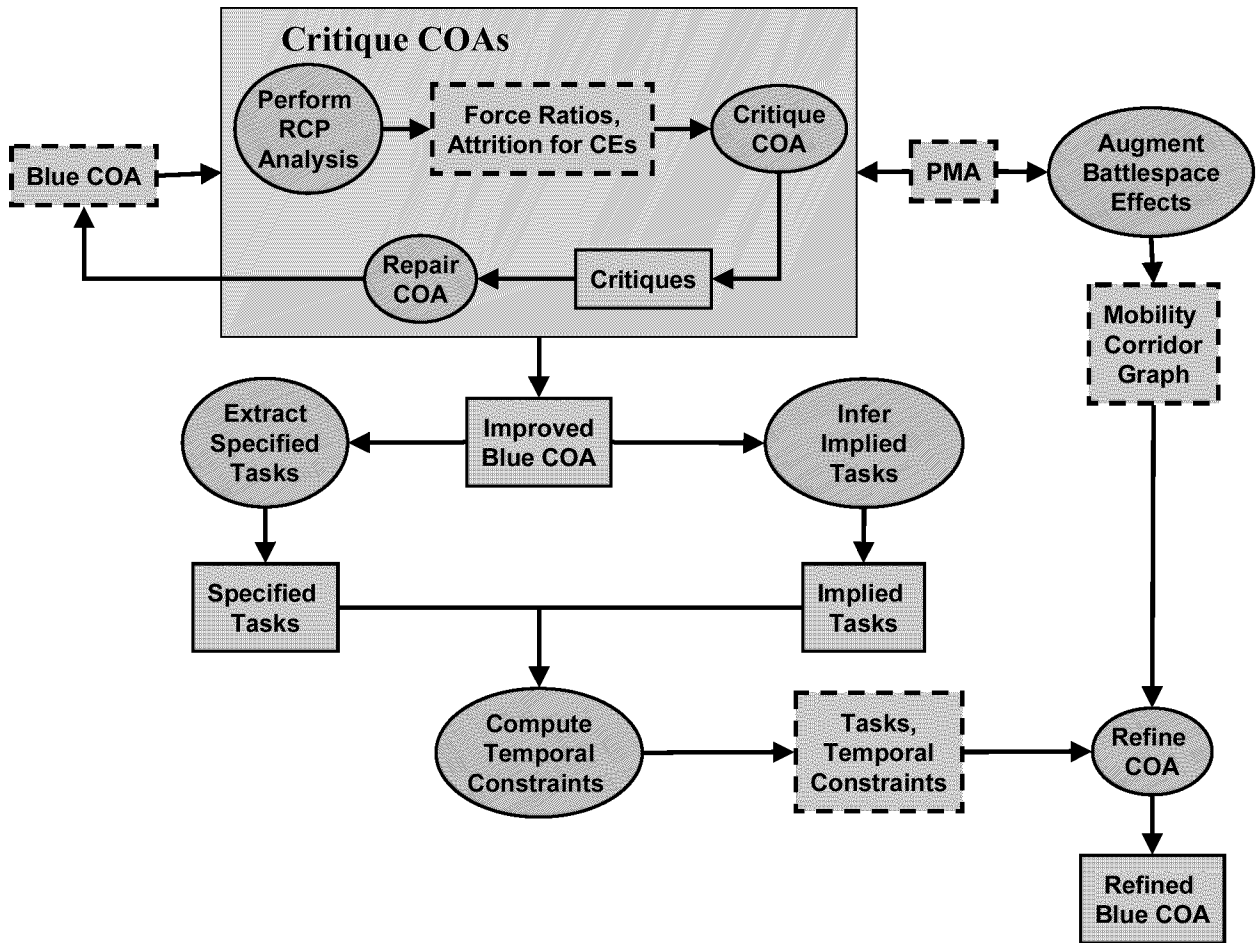 Critique COAs
Perform
RCP
Analysis
Force Ratios,
Attrition for CEs
Critique
COA
Blue COA
PMA
Augment
Battlespace
Effects
Repair
COA
Critiques
Mobility
Corridor
Graph
Extract
Specified
Tasks
Improved
Blue COA
Infer
Implied
Tasks
Specified
Tasks
Implied
Tasks
Compute
Temporal
Constraints
Tasks,
Temporal
Constraints
Refine
COA
Refined
Blue COA